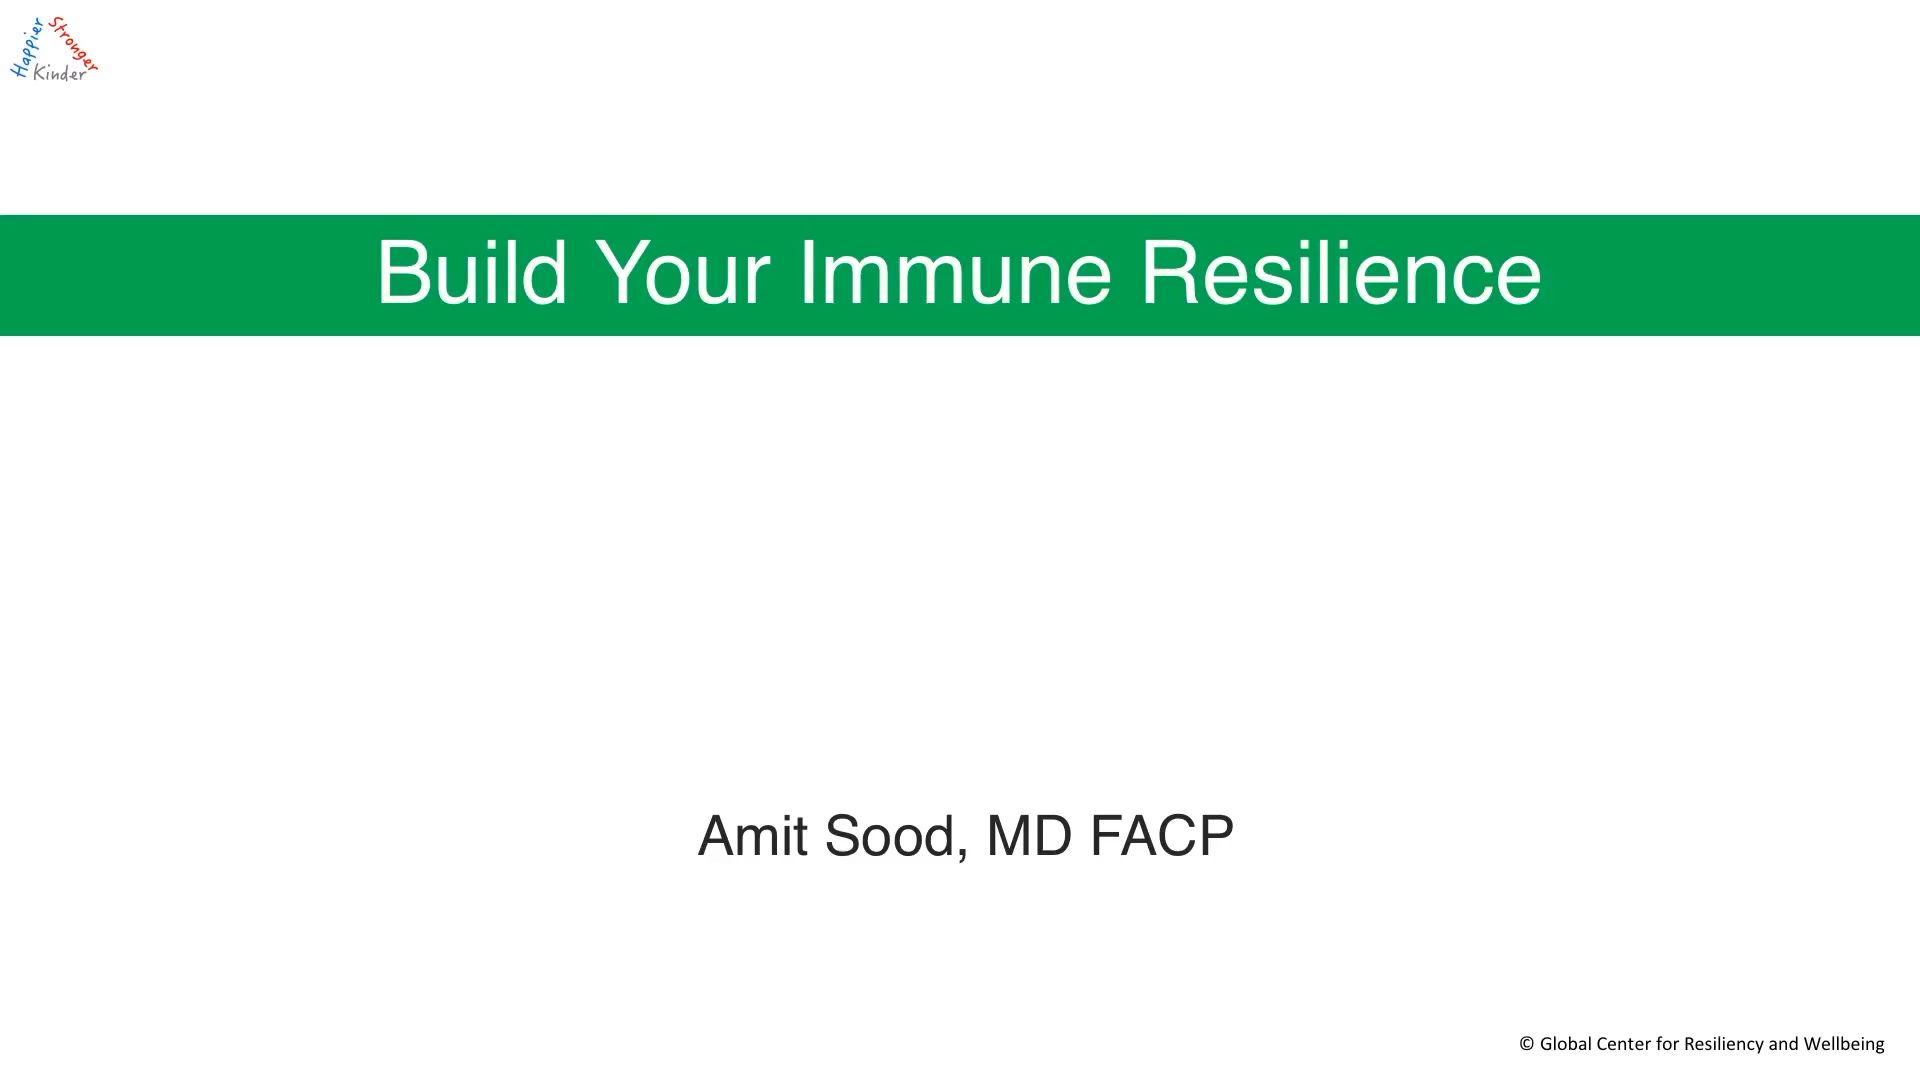 Happier
Stronger
Kinder
Build Your Immune Resilience
Amit Sood, MD FACP
© Global Center for Resiliency and Wellbeing